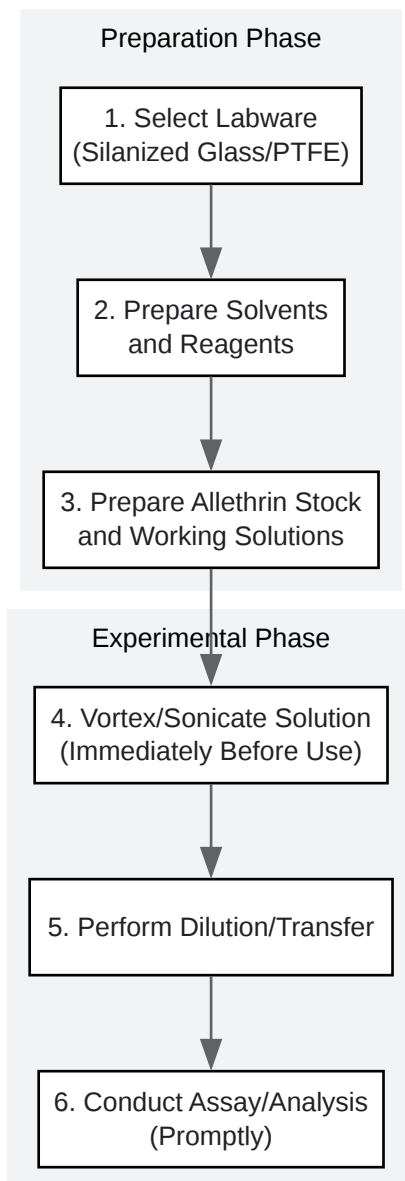 Preparation Phase
1. Select Labware
(Silanized Glass/PTFE)
2. Prepare Solvents
and Reagents
3. Prepare Allethrin Stock
and Working Solutions
Experimental Phase
4. Vortex/Sonicate Solution
(Immediately Before Use)
5. Perform Dilution/Transfer
6. Conduct Assay/Analysis
(Promptly)